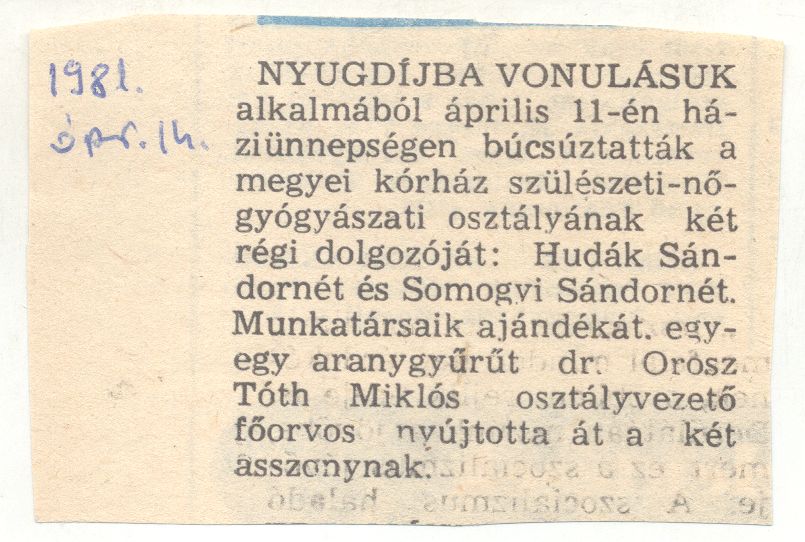 1981.
ápr. 14.
NYUGDÍJBA VONULÁSUK
alkalmából április 11-én há-
ziünnepségen búcsúztatták a
megyei kórház szülészeti-nő-
gyógyászati osztályának két
régi dolgozóját: Hudák Sán-
dornét és Somogyi Sándornét.
Munkatársaik ajándékát, egy-
egy aranygyűrűt dr. Orosz
Tóth Miklós osztályvezető
főorvos nyújtotta át a két
asszonynak.